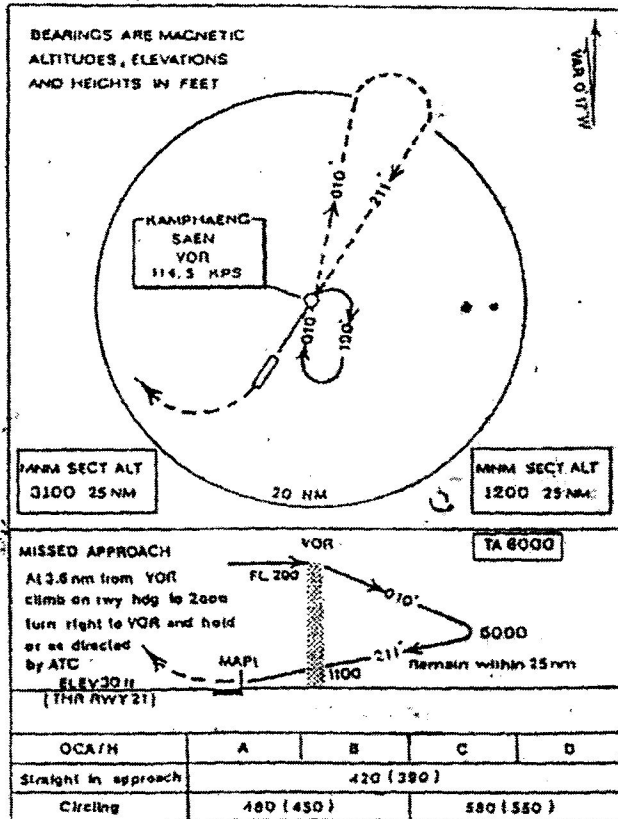 BEARINGS ARE MAGNETIC
ALTITUDES, ELEVATIONS
AND HEIGHTS IN FEET
VAR 0 17'W
KAMPHAENG
SAEN
VOR
114.5 KPS
010°
211°
010°
190°
MNM SECT ALT
3100 25 NM
20 NM
MNM SECT ALT
1200 25 NM
MISSED APPROACH
At 3.6 nm from VOR
climb on rwy hdg to 2000
turn right to VOR and hold
or as directed
by ATC
ELEV 30 ft
(THR RWY 21)
VOR
TA 6000
FL 200
010°
6000
211°
Remain within 25 nm
MAPt
1100
OCA/H A B C D
Straight in approach 420 (390)
Circling 480 (450) 580 (550)